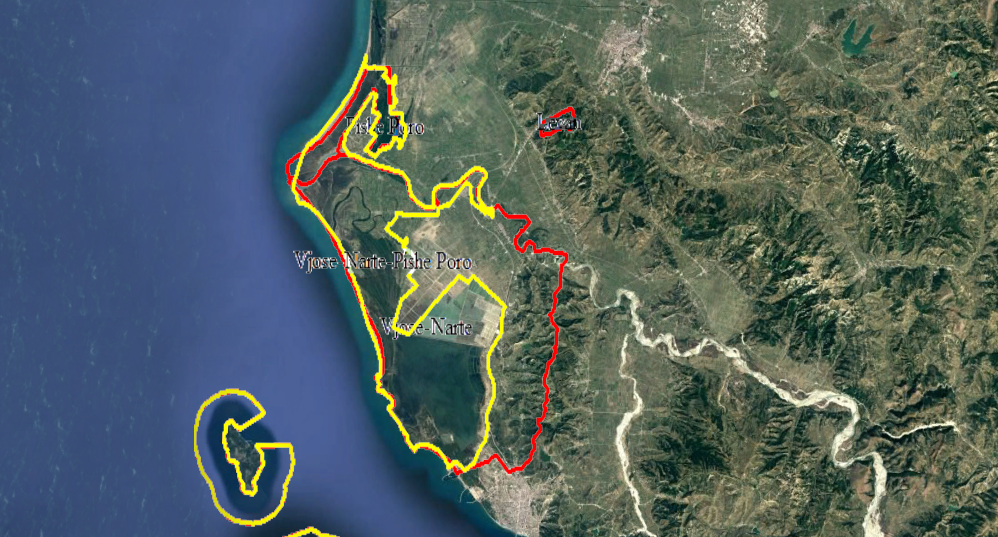 Pishe Poro
Levan
Vjose-Narte-Pishe Poro
Vjose-Narte